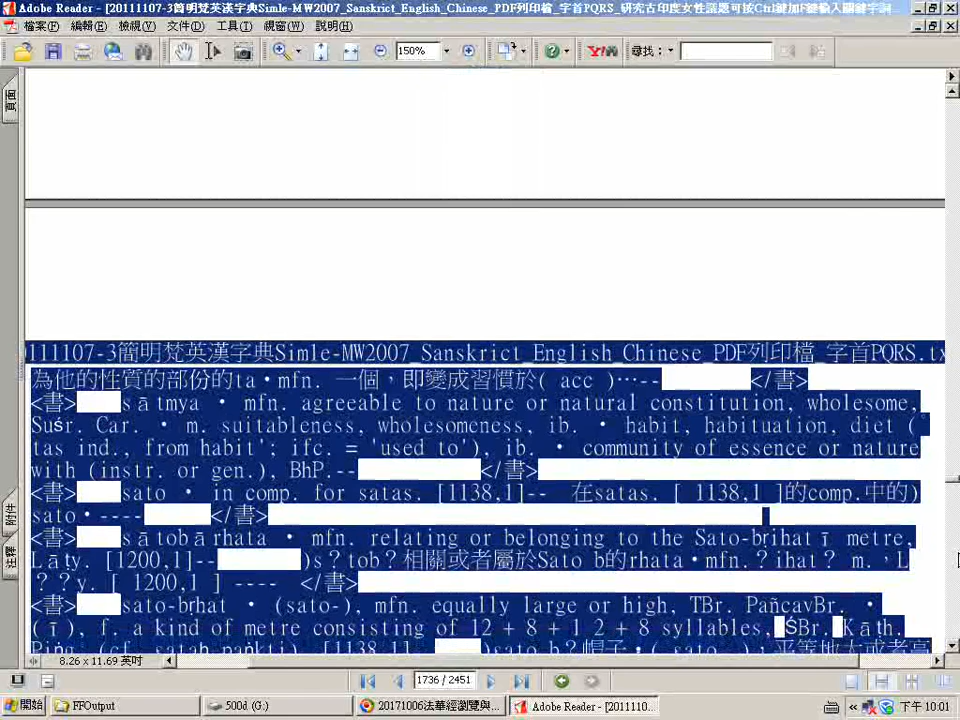 Adobe Reader - [20111107-3簡明梵英漢字典Simle-MW2007_Sanskrict_English_Chinese_PDF列印檔_字首PQRS_研究古印度女性議題可按Ctrl鍵加F鍵輸入關鍵字詞
檔案(F) 編輯(E) 檢視(V) 文件(D) 工具(T) 視窗(W) 說明(H)
150% 尋找：
頁面
0111107-3簡明梵英漢字典Simle-MW2007_Sanskrict_English_Chinese_PDF列印檔_字首PQRS.tx
為他的性質的部份的ta‧mfn. 一個，即變成習慣於( acc )…-- </書>
<書> sātmya ‧ mfn. agreeable to nature or natural constitution, wholesome,
Suśr. Car. ‧ m. suitableness, wholesomeness, ib. ‧ habit, habituation, diet (
tas ind., from habit'; ifc. = 'used to'), ib. ‧ community of essence or nature
with (instr. or gen.), BhP.-- </書>
<書> sato ‧ in comp. for satas. [1138,1]-- 在satas. [ 1138,1 ]的comp.中的)
sato‧---- </書>
<書> sātobārhata ‧ mfn. relating or belonging to the Sato-bṛihatī metre,
Lāṭy. [1200,1]-- )s？tob？相關或者屬於Sato b的rhata‧mfn.？ihat？ m.，L
？？y. [ 1200,1 ] ---- </書>
<書> sato-bṛhat ‧ (sato-), mfn. equally large or high, TBr. PañcavBr. ‧
(ī), f. a kind of metre consisting of 12 + 8 + 1 2 + 8 syllables, ŚBr. Kāṭh.
附件
注釋
8.26 x 11.69 英吋
1736 / 2451
開始 FFOutput 500d (G:) 20171006法華經瀏覽與... Adobe Reader - [2011110... 下午 10:01